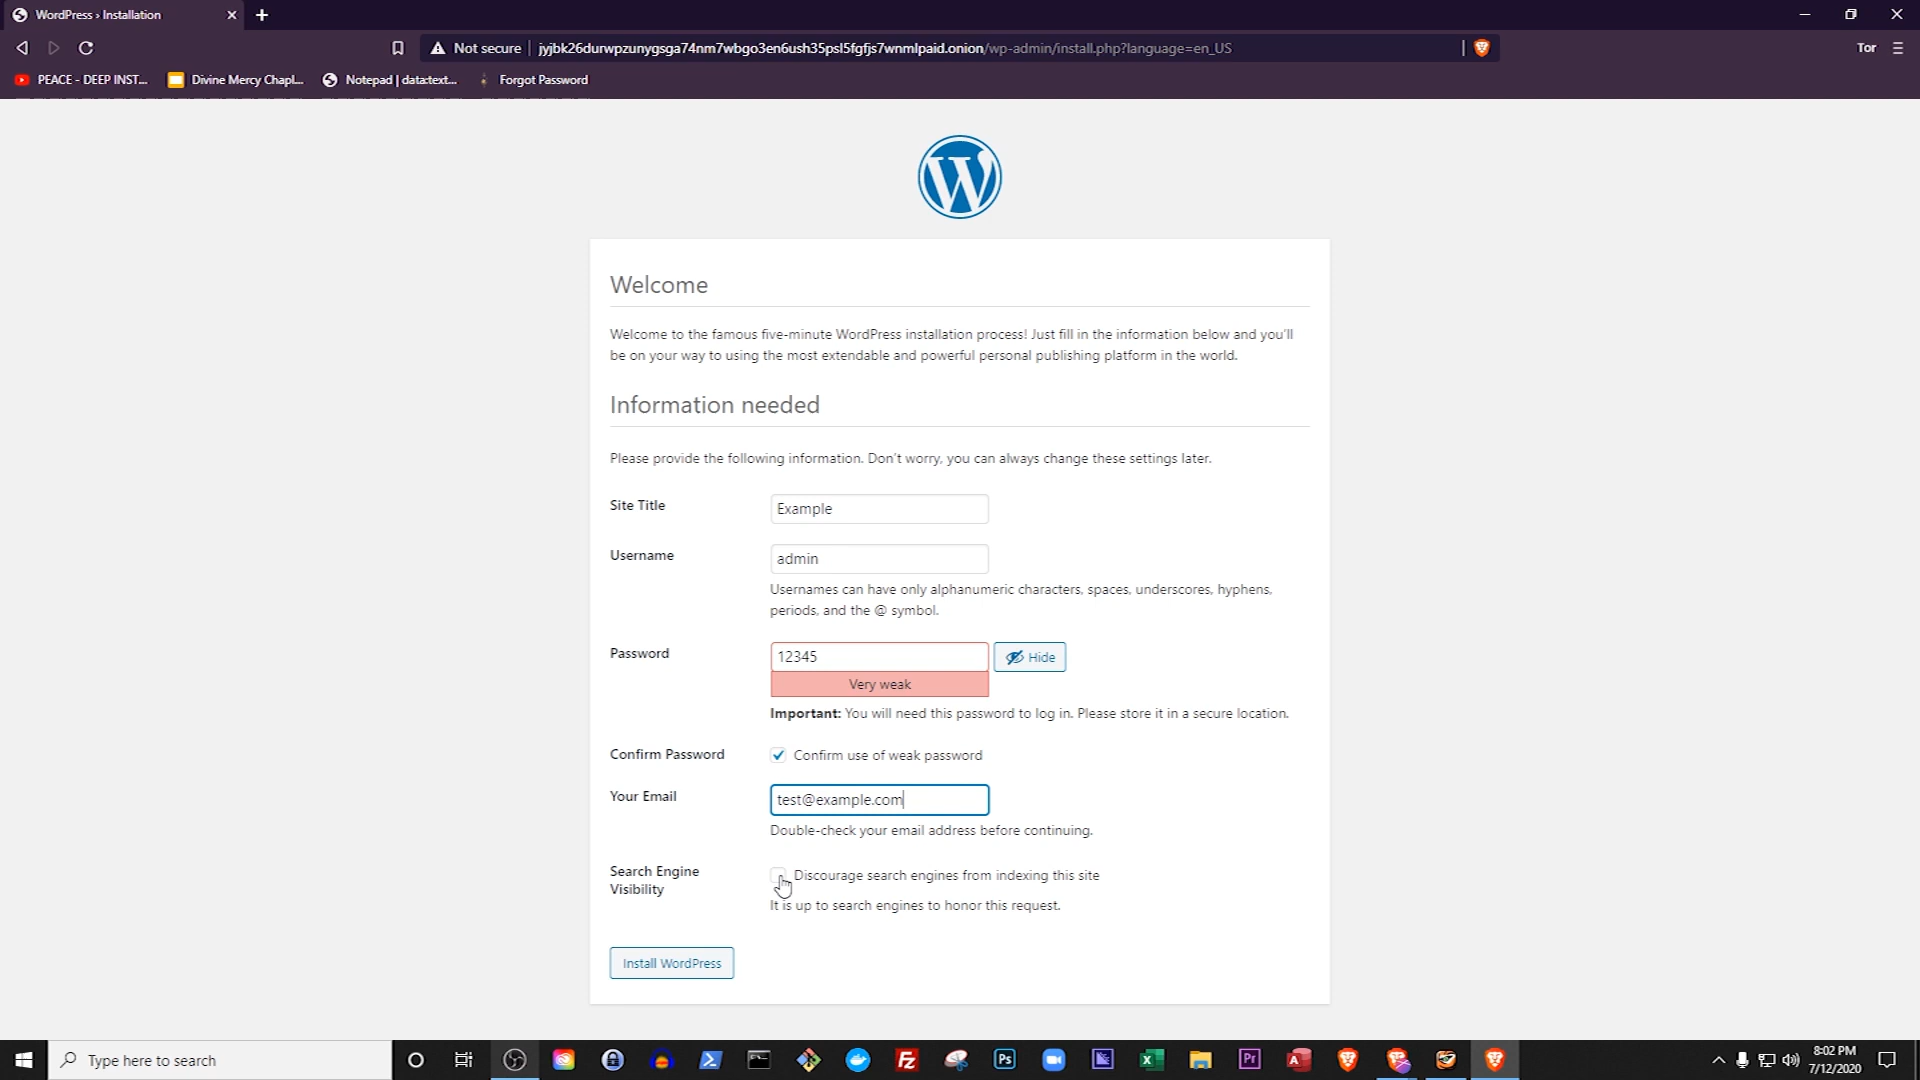 WordPress › Installation
Not secure
jyjbk26durwpzunygsga74nm7wbgo3en6ush35psl5fgfjs7wnmlpaid.onion/wp-admin/install.php?language=en_US
Tor
PEACE - DEEP INST...
Divine Mercy Chapl...
Notepad | data:text...
Forgot Password
W
Welcome
Welcome to the famous five-minute WordPress installation process! Just fill in the information below and you'll
be on your way to using the most extendable and powerful personal publishing platform in the world.
Information needed
Please provide the following information. Don't worry, you can always change these settings later.
Site Title
Example
Username
admin
Usernames can have only alphanumeric characters, spaces, underscores, hyphens,
periods, and the @ symbol.
Password
12345
Hide
Very weak
Important: You will need this password to log in. Please store it in a secure location.
Confirm Password
Confirm use of weak password
Your Email
test@example.com
Double-check your email address before continuing.
Search Engine
Visibility
Discourage search engines from indexing this site
It is up to search engines to honor this request.
Install WordPress
Type here to search
Fz
Ps
X
Pr
A
8:02 PM
7/12/2020